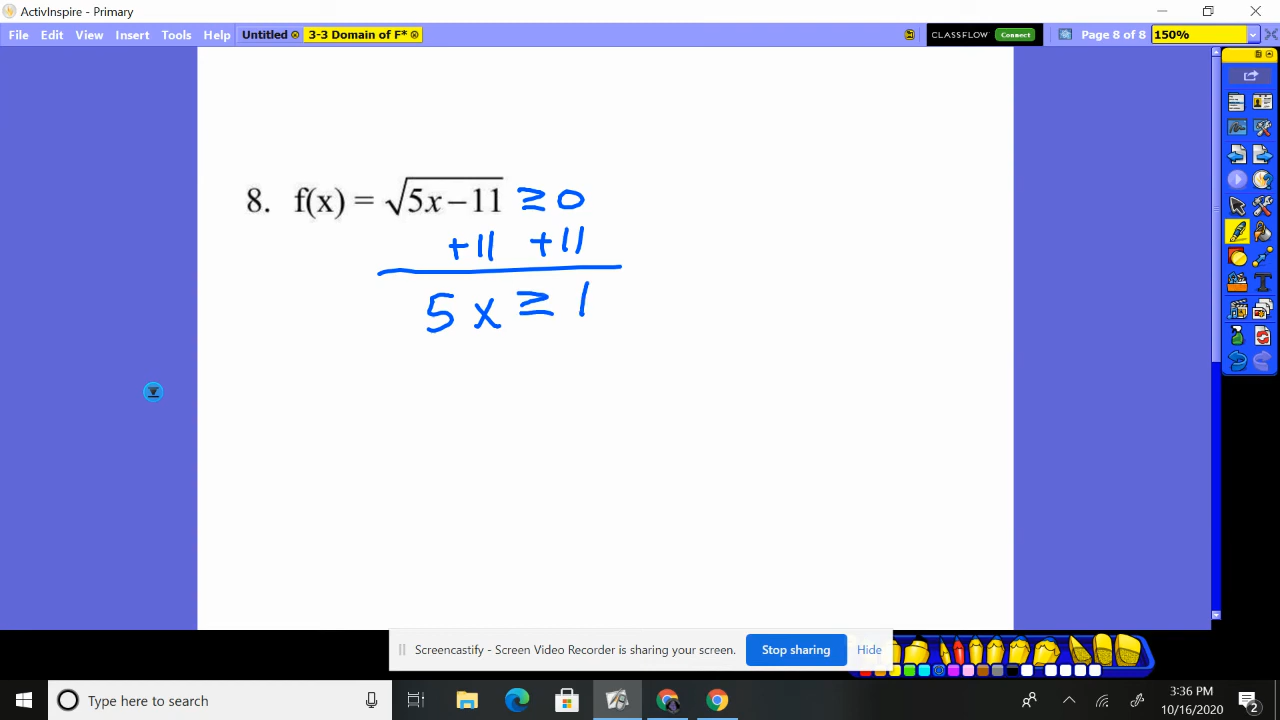 ActivInspire - Primary
File Edit View Insert Tools Help Untitled 3-3 Domain of F* CLASSFLOW Connect Page 8 of 8 150%
8. f(x) = √5x − 11 ≥ 0
+11 +11
5x ≥ 1
Screencastify - Screen Video Recorder is sharing your screen. Stop sharing Hide
Type here to search
3:36 PM
10/16/2020
2